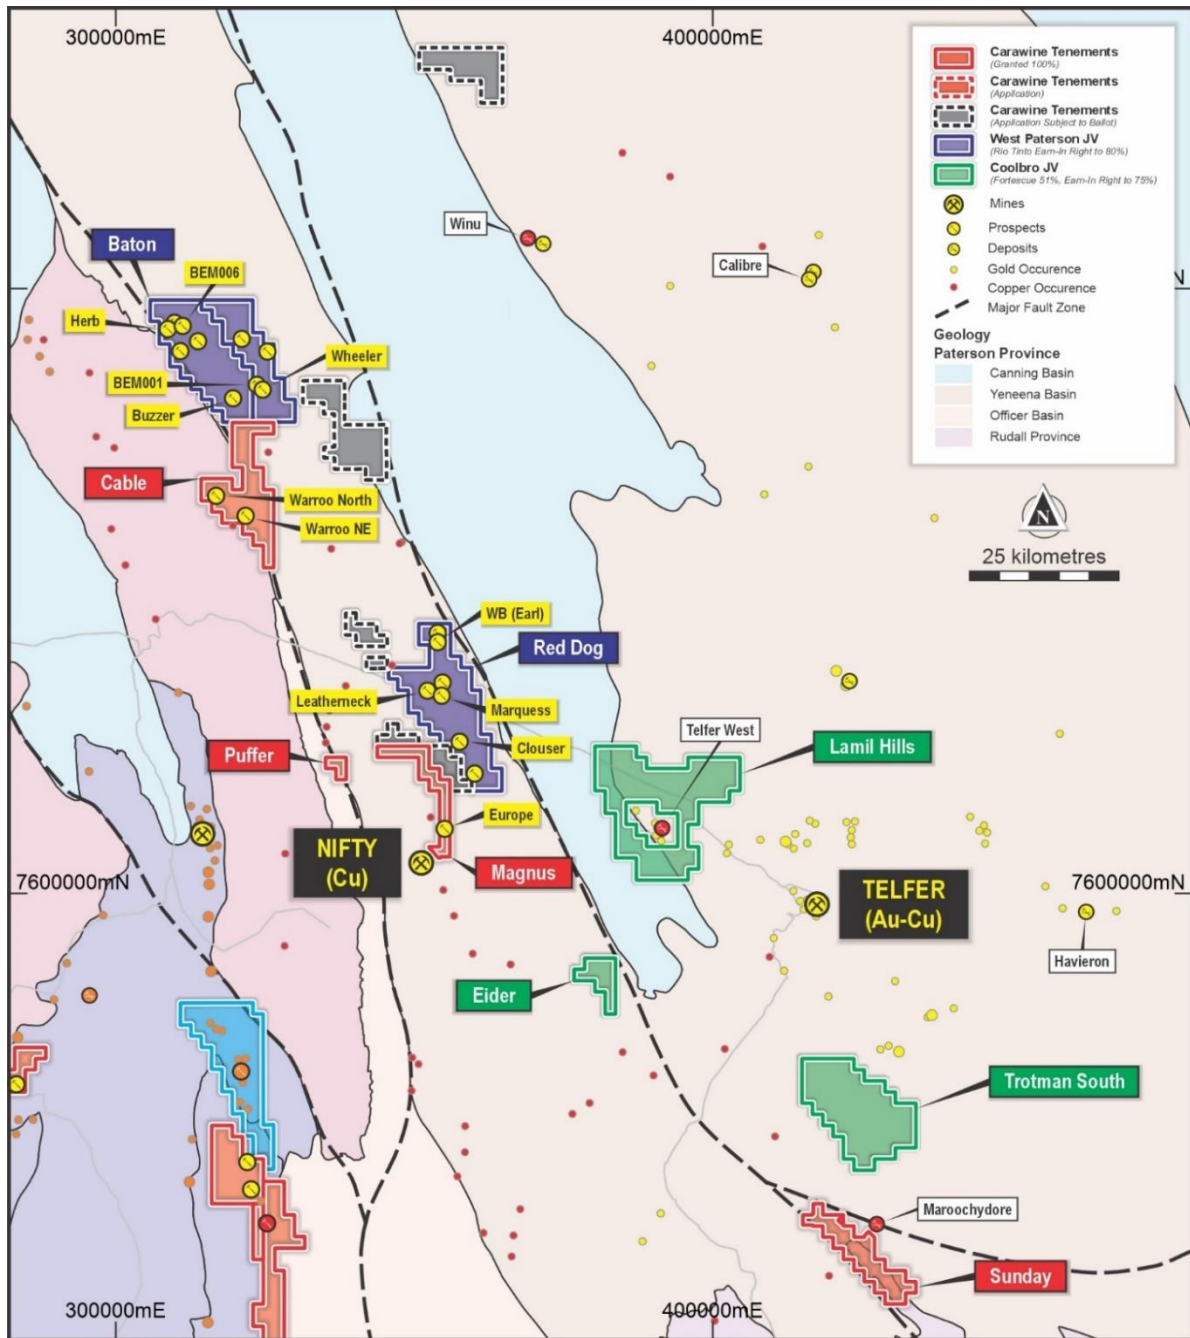 300000mE
400000mE
Carawine Tenements
(Granted 100%)
Carawine Tenements
(Application)
Carawine Tenements
(Application Subject to Ballot)
West Paterson JV
(Rio Tinto Earn-In Right to 80%)
Coolbro JV
(Fortescue 51%, Earn-In Right to 75%)
Mines
Prospects
Deposits
Gold Occurence
Copper Occurence
Major Fault Zone
Geology
Paterson Province
Canning Basin
Yeneena Basin
Officer Basin
Rudall Province
N
N
25 kilometres
Winu
Calibre
Baton
BEM006
Herb
Wheeler
BEM001
Buzzer
Cable
Warroo North
Warroo NE
WB (Earl)
Red Dog
Leatherneck
Marquess
Clouser
Puffer
Telfer West
Lamil Hills
Europe
NIFTY
(Cu)
Magnus
7600000mN
TELFER
(Au-Cu)
7600000mN
Havieron
Eider
Trotman South
Maroochydore
Sunday
300000mE
400000mE